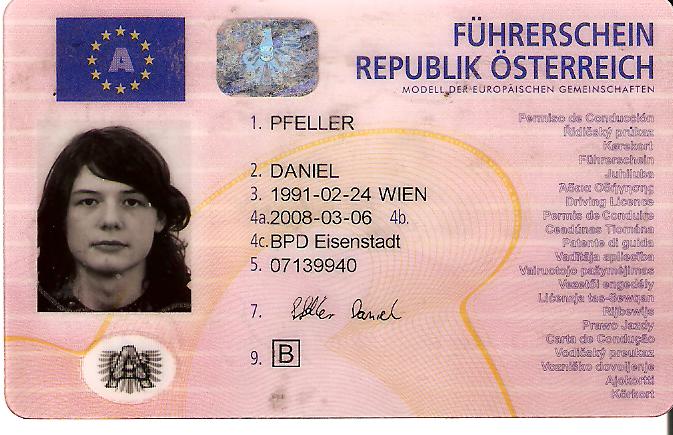 A
FÜHRERSCHEIN
REPUBLIK ÖSTERREICH
MODELL DER EUROPÄISCHEN GEMEINSCHAFTEN
1. PFELLER
2. DANIEL
3. 1991-02-24 WIEN
4a. 2008-03-06 4b.
4c. BPD Eisenstadt
5. 07139940
7. Pfeller Daniel
9. B
Permiso de Conducción
Řidičský průkaz
Kørekort
Führerschein
Juhiluba
Άδεια Οδήγησης
Driving Licence
Permis de Conduire
Ceadúnas Tiomána
Patente di guida
Vadītāja apliecība
Vairuotojo pažymėjimas
Vezetői engedély
Liċenzja tas-Sewqan
Rijbewijs
Prawo Jazdy
Carta de Condução
Vodičský preukaz
Vozniško dovoljenje
Ajokortti
Körkort